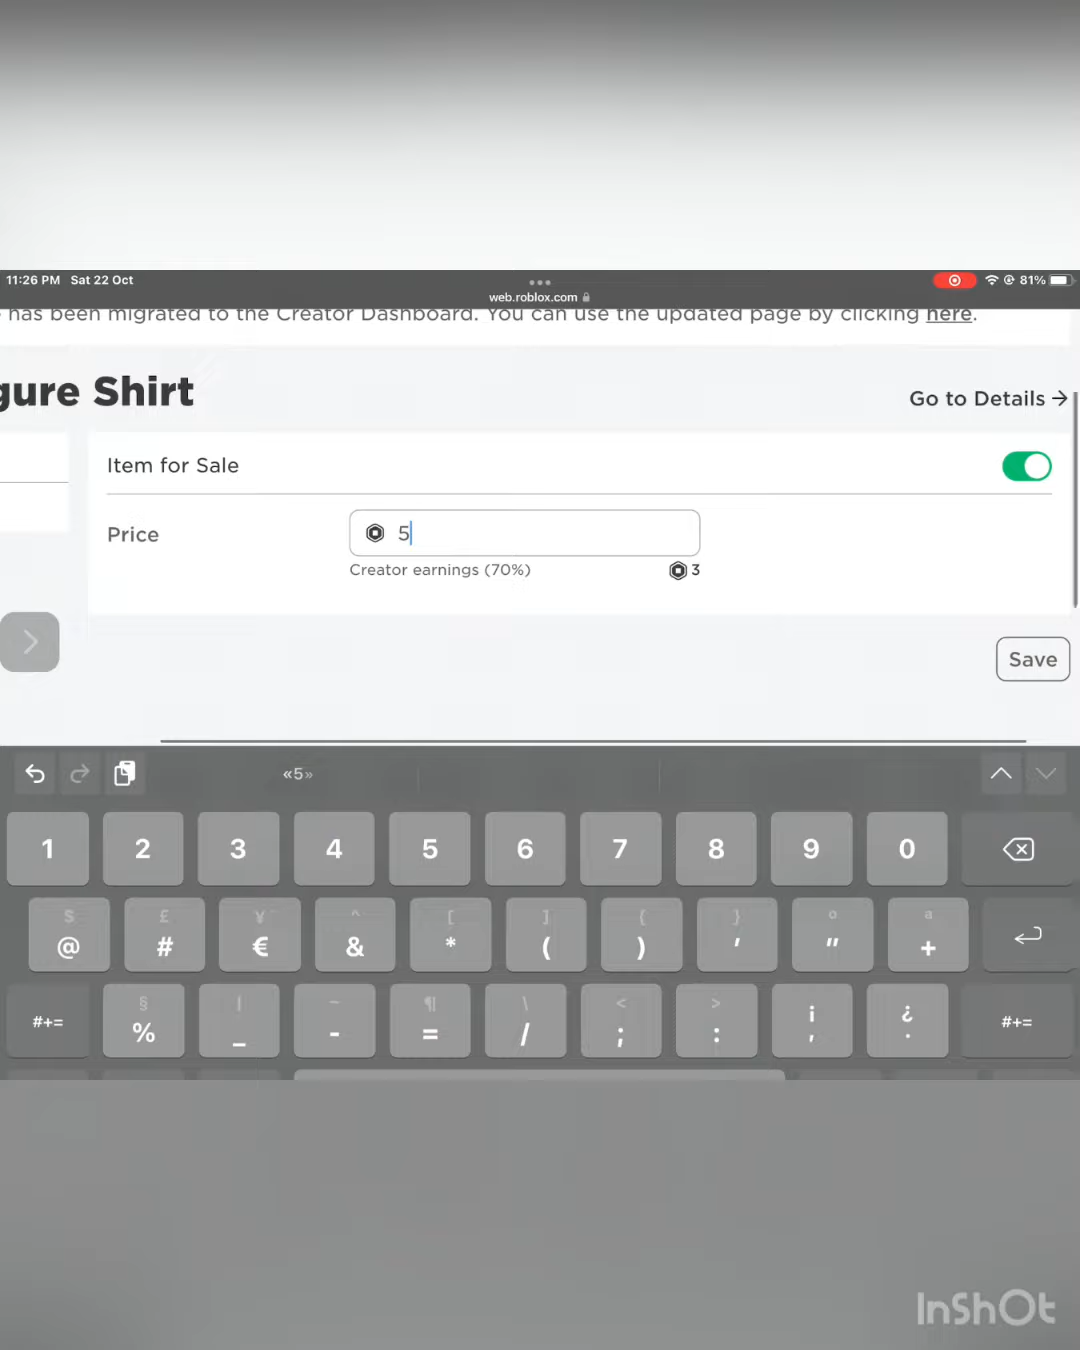 11:26 PM Sat 22 Oct
81%
web.roblox.com
has been migrated to the Creator Dashboard. You can use the updated page by clicking here.
gure Shirt
Go to Details →
Item for Sale
Price
5
Creator earnings (70%)
3
Save
«5»
1 2 3 4 5 6 7 8 9 0
$ £ ¥ ^ [ ] { } º ª
@ # € & * ( ) ' " +
§ | ~ ¶ \ < > ¡ ¿
#+= % _ - = / ; : , . #+=
InShOt